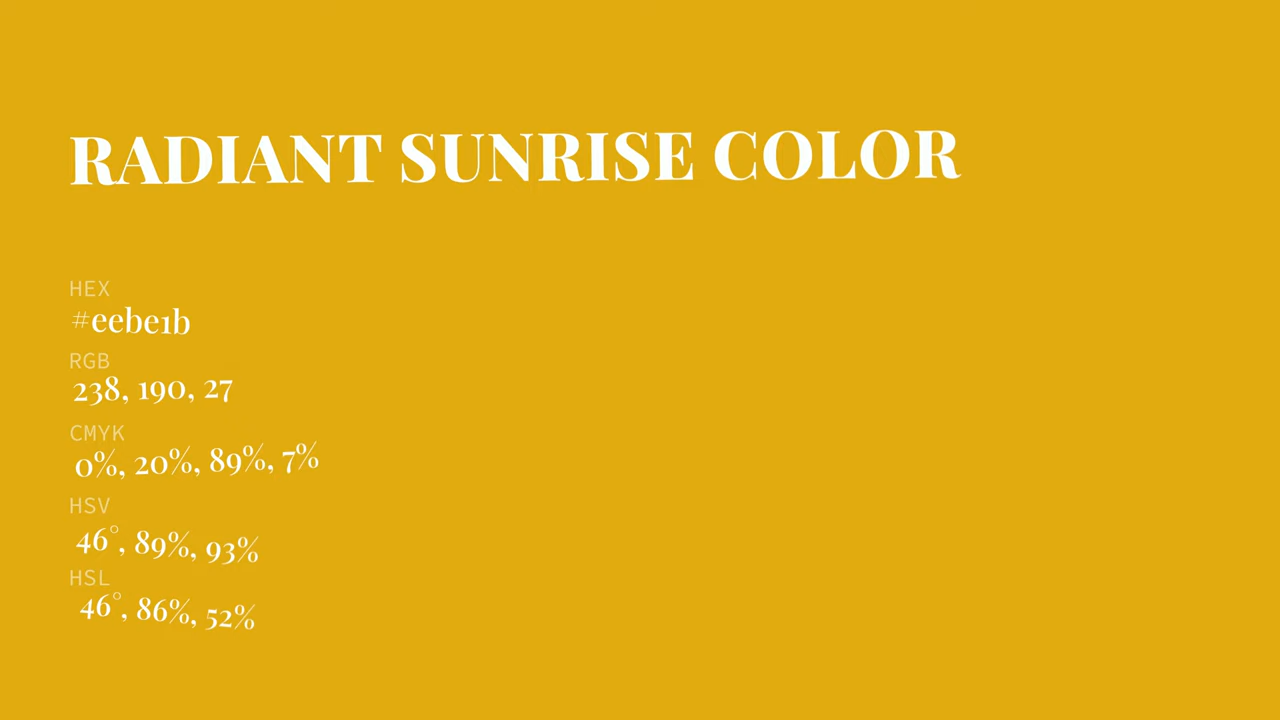 RADIANT SUNRISE COLOR
HEX
#eebe1b
RGB
238, 190, 27
CMYK
0%, 20%, 89%, 7%
HSV
46°, 89%, 93%
HSL
46°, 86%, 52%